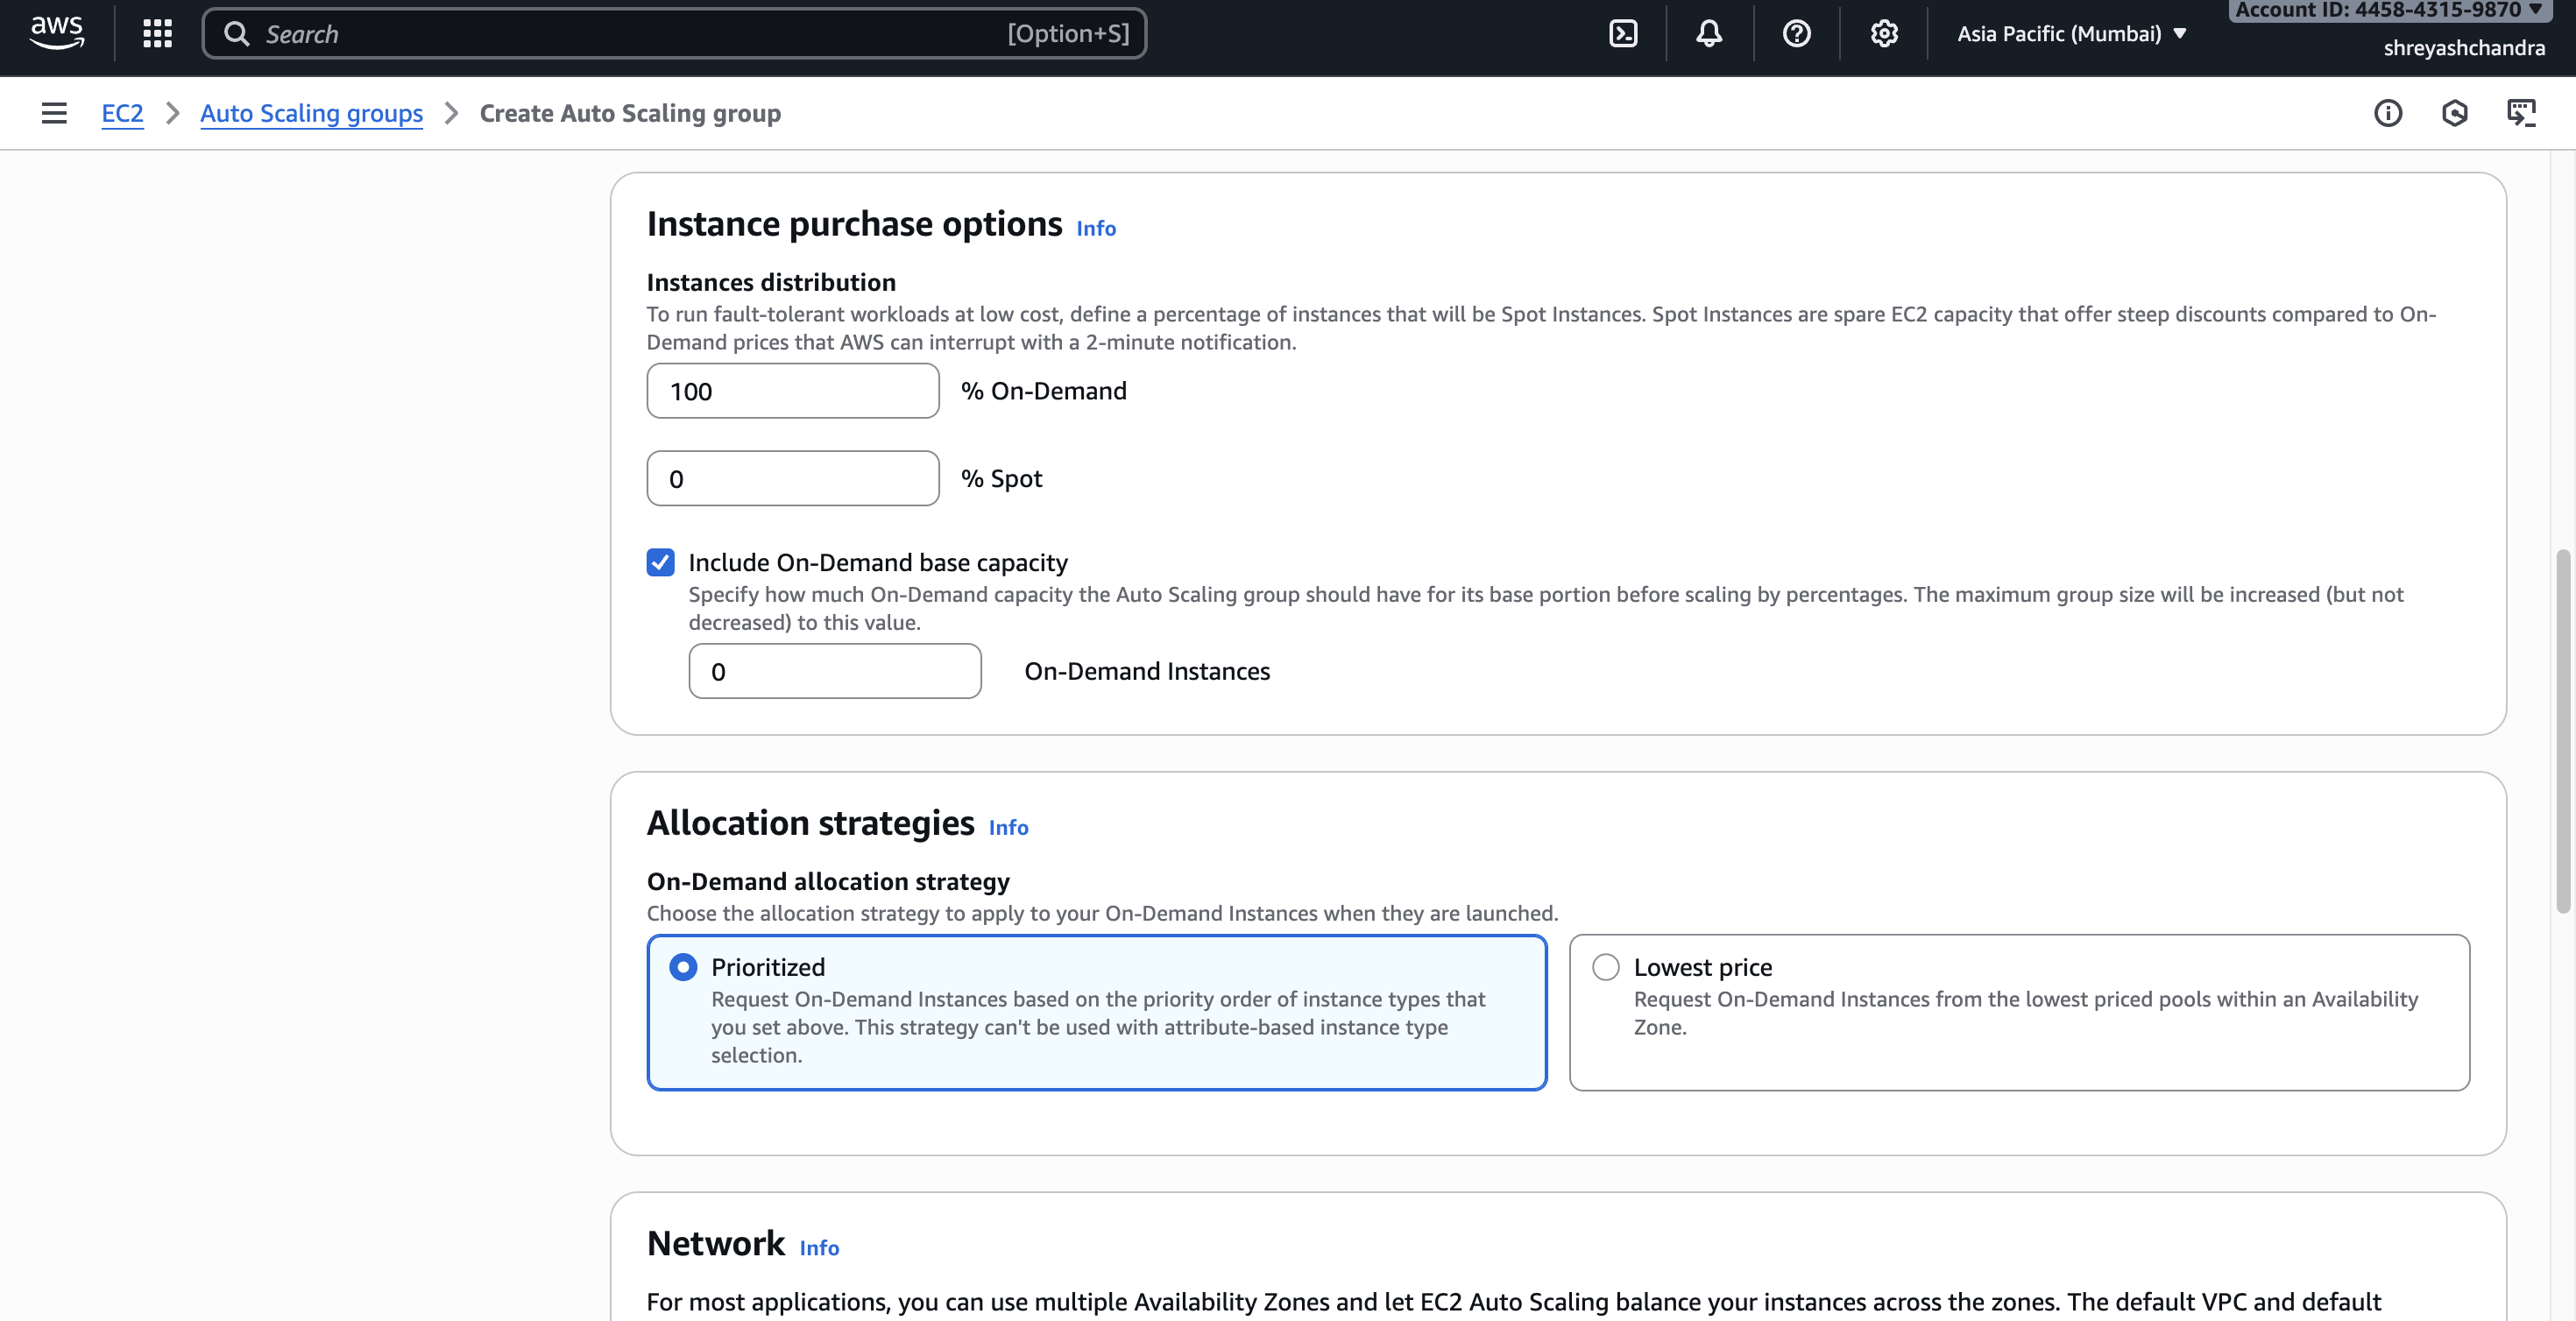 aws
Search
[Option+S]
Asia Pacific (Mumbai)
Account ID: 4458-4315-9870
shreyashchandra
EC2
Auto Scaling groups
Create Auto Scaling group
Instance purchase options Info
Instances distribution
To run fault-tolerant workloads at low cost, define a percentage of instances that will be Spot Instances. Spot Instances are spare EC2 capacity that offer steep discounts compared to On-
Demand prices that AWS can interrupt with a 2-minute notification.
100 % On-Demand
0 % Spot
Include On-Demand base capacity
Specify how much On-Demand capacity the Auto Scaling group should have for its base portion before scaling by percentages. The maximum group size will be increased (but not
decreased) to this value.
0 On-Demand Instances
Allocation strategies Info
On-Demand allocation strategy
Choose the allocation strategy to apply to your On-Demand Instances when they are launched.
Prioritized
Request On-Demand Instances based on the priority order of instance types that
you set above. This strategy can't be used with attribute-based instance type
selection.
Lowest price
Request On-Demand Instances from the lowest priced pools within an Availability
Zone.
Network Info
For most applications, you can use multiple Availability Zones and let EC2 Auto Scaling balance your instances across the zones. The default VPC and default